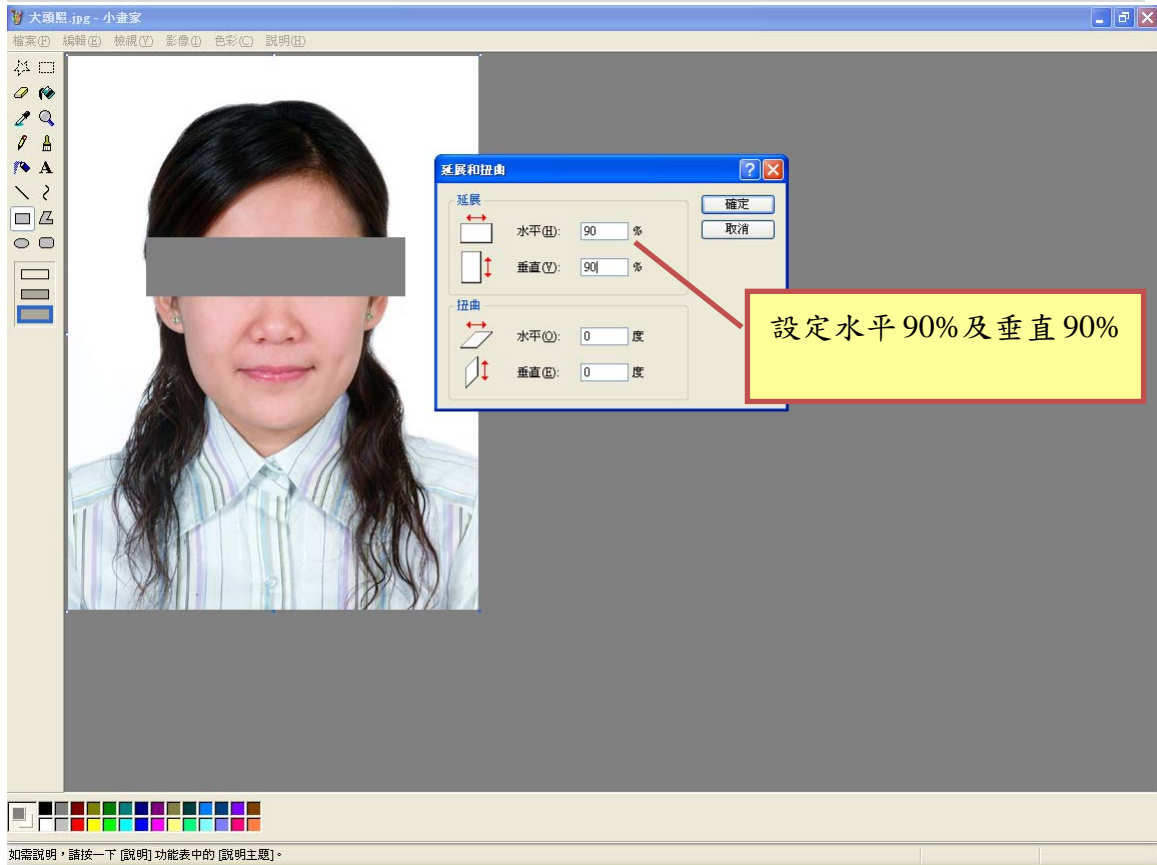 大頭照.jpg - 小畫家
檔案(F) 編輯(E) 檢視(V) 影像(I) 色彩(C) 說明(H)
A
延展和扭曲
延展
確定
水平(H): 90 %
取消
垂直(V): 90 %
設定水平90%及垂直90%
扭曲
水平(O): 0 度
垂直(E): 0 度
如需說明，請按一下 [說明] 功能表中的 [說明主題]。